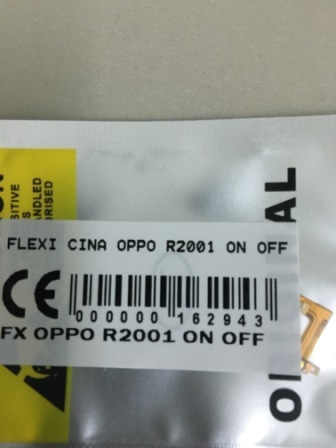 FLEXI CINA OPPO R2001 ON OFF
CE
000000 162943
FX OPPO R2001 ON OFF